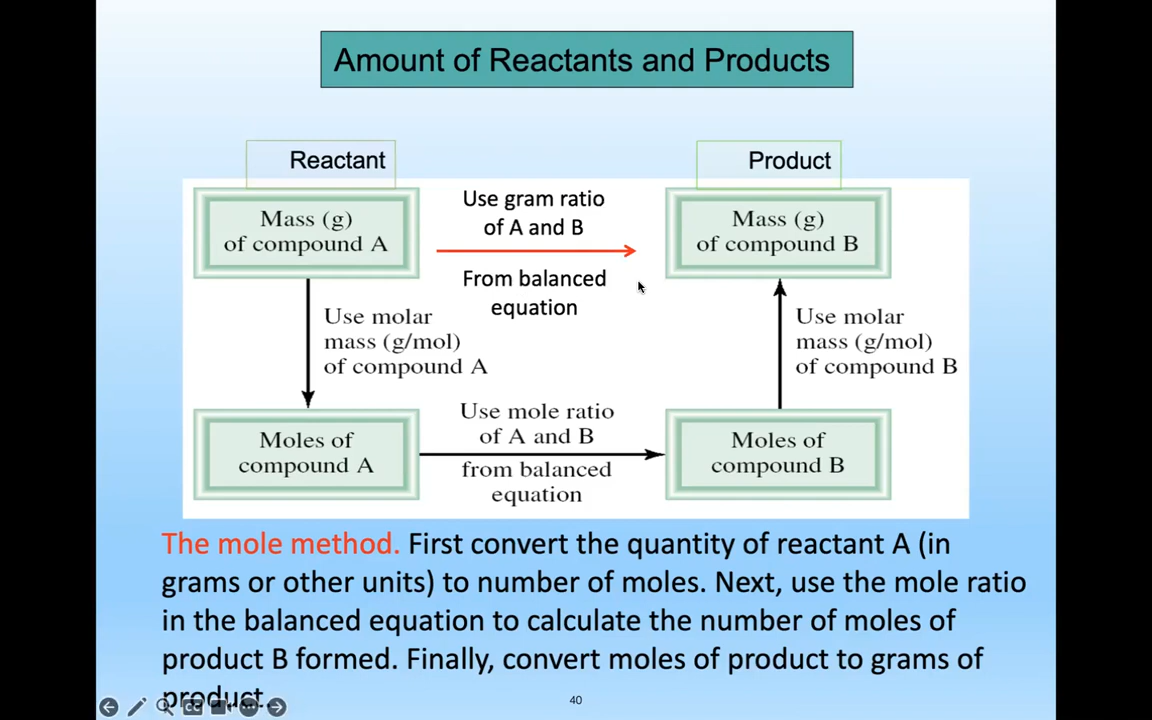 Amount of Reactants and Products
Reactant
Product
Mass (g)
of compound A
Use gram ratio
of A and B
From balanced
equation
Mass (g)
of compound B
Use molar
mass (g/mol)
of compound A
Use molar
mass (g/mol)
of compound B
Moles of
compound A
Use mole ratio
of A and B
from balanced
equation
Moles of
compound B
The mole method. First convert the quantity of reactant A (in
grams or other units) to number of moles. Next, use the mole ratio
in the balanced equation to calculate the number of moles of
product B formed. Finally, convert moles of product to grams of
product.
CC
40